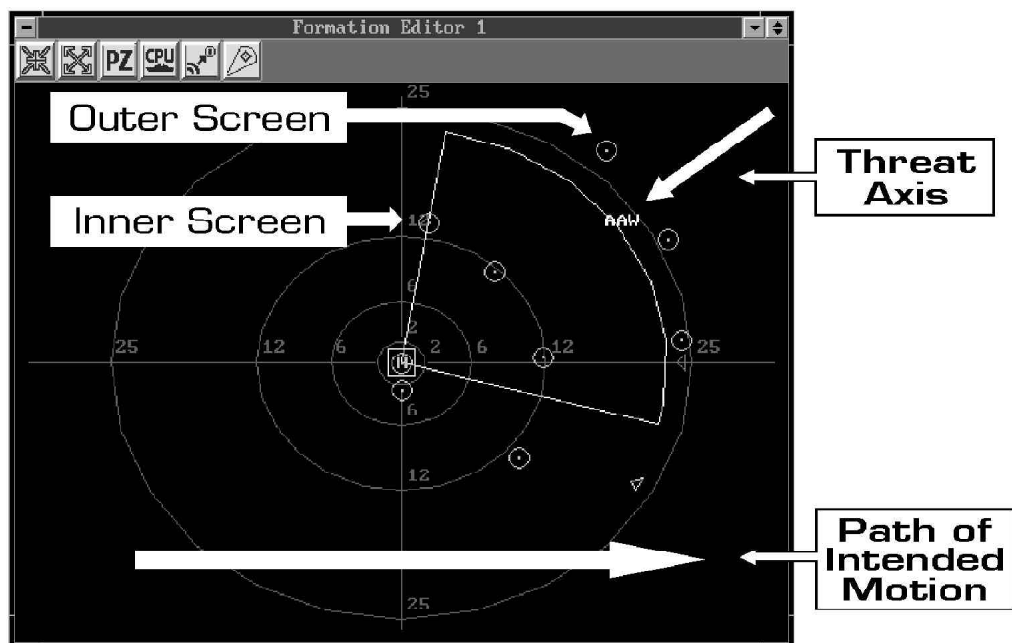 Formation Editor 1
PZ CPU
25
Outer Screen
Threat
Axis
Inner Screen
12
AAW
6
2
25 12 6 2 6 12 25
14
6
12
Path of
Intended
Motion
25